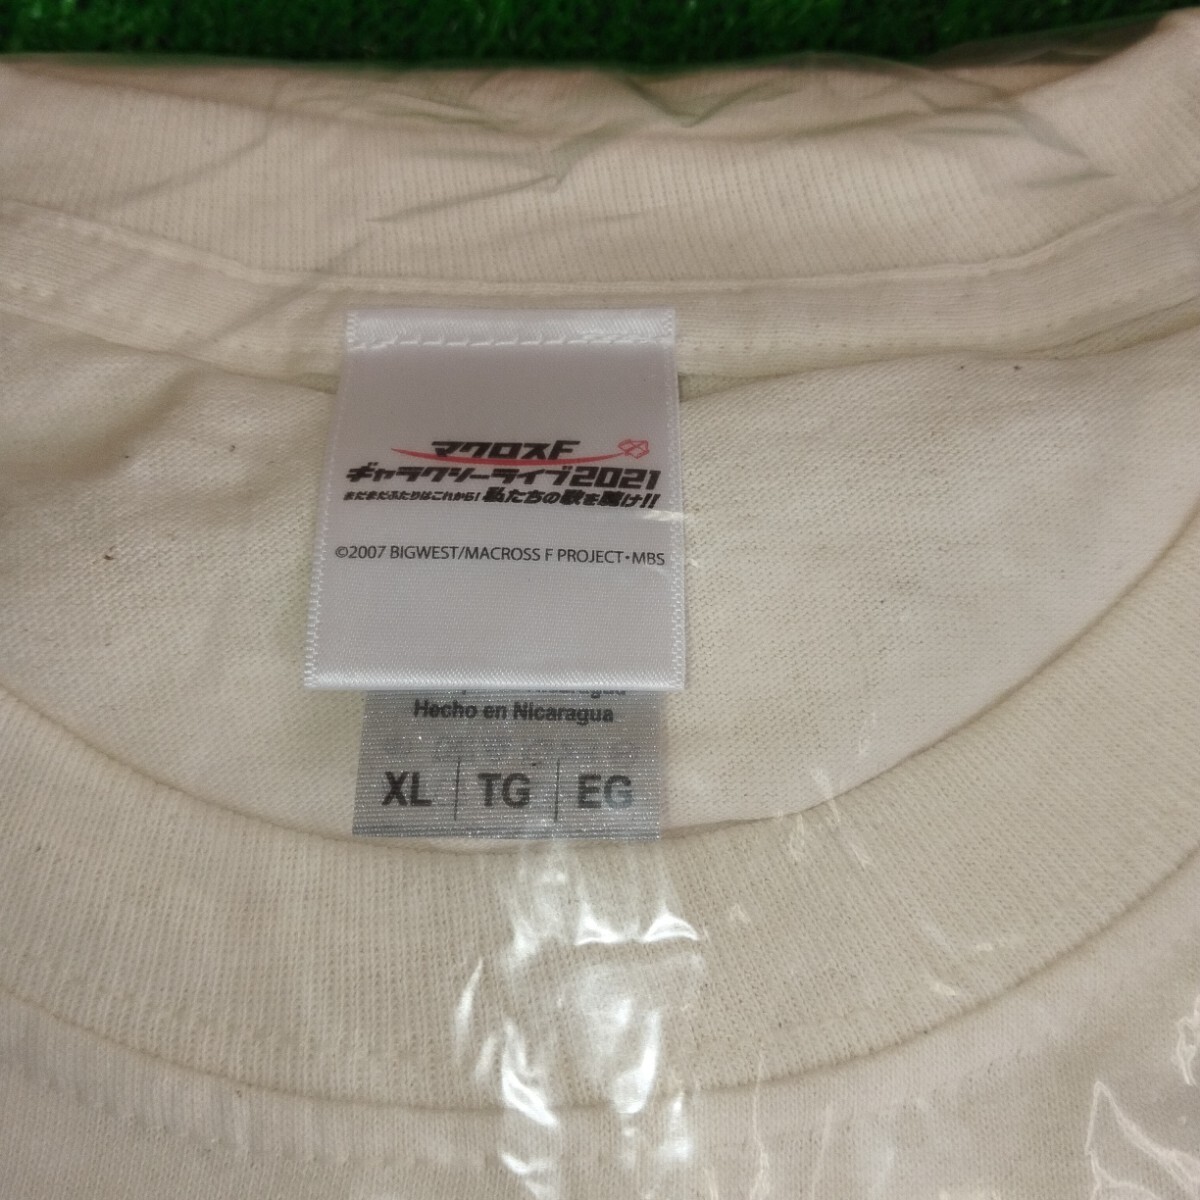 マクロスF
ギャラクシーライブ2021
まだまだふたりはこれから! 私たちの歌を聴け!!
©2007 BIGWEST/MACROSS F PROJECT・MBS
Hecho en Nicaragua
XL TG EG